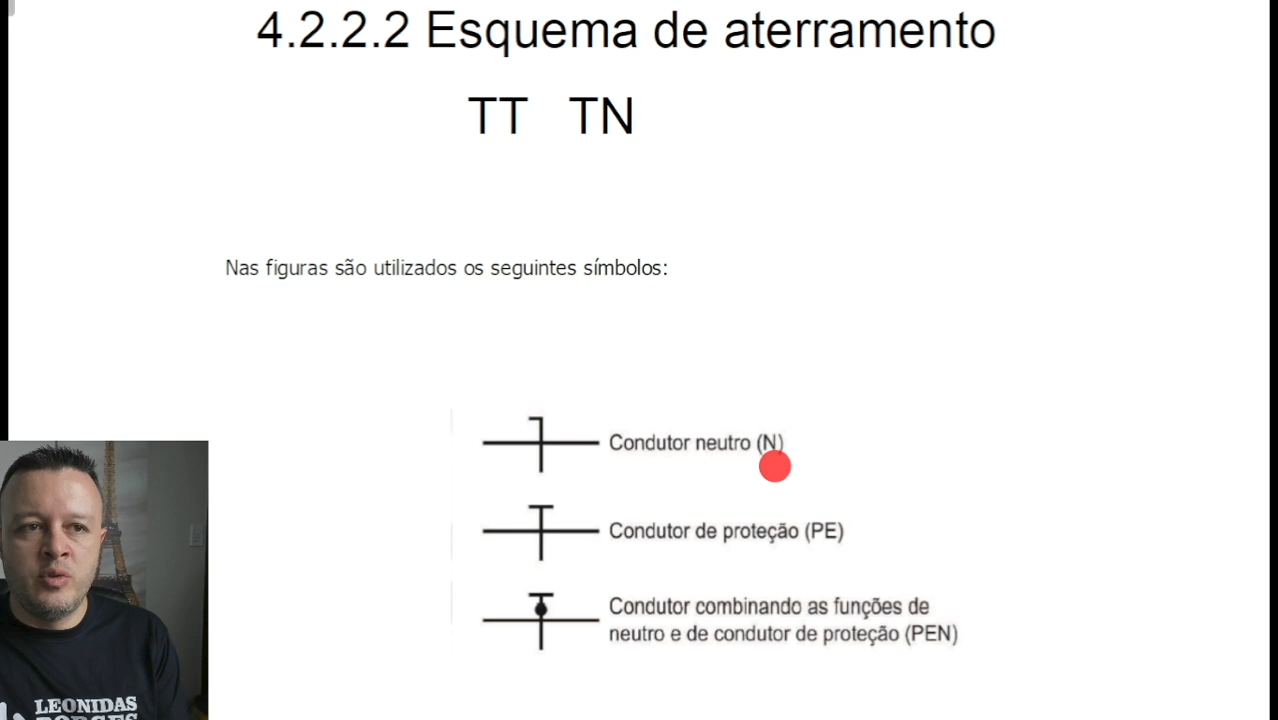 4.2.2.2 Esquema de aterramento
TT TN
Nas figuras são utilizados os seguintes símbolos:
Condutor neutro (N)
Condutor de proteção (PE)
Condutor combinando as funções de
neutro e de condutor de proteção (PEN)
LEONIDAS
BORGES